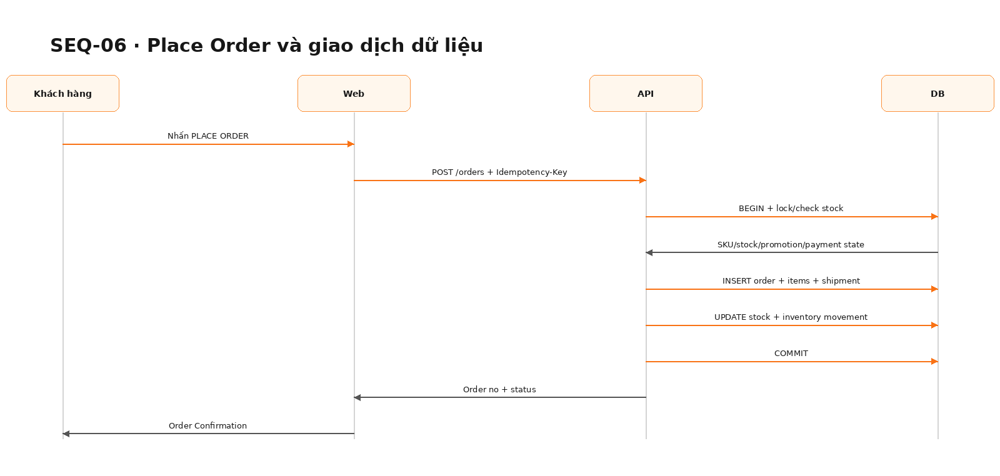 SEQ-06 · Place Order và giao dịch dữ liệu
Khách hàng
Web
API
DB
Nhấn PLACE ORDER
POST /orders + Idempotency-Key
BEGIN + lock/check stock
SKU/stock/promotion/payment state
INSERT order + items + shipment
UPDATE stock + inventory movement
COMMIT
Order no + status
Order Confirmation